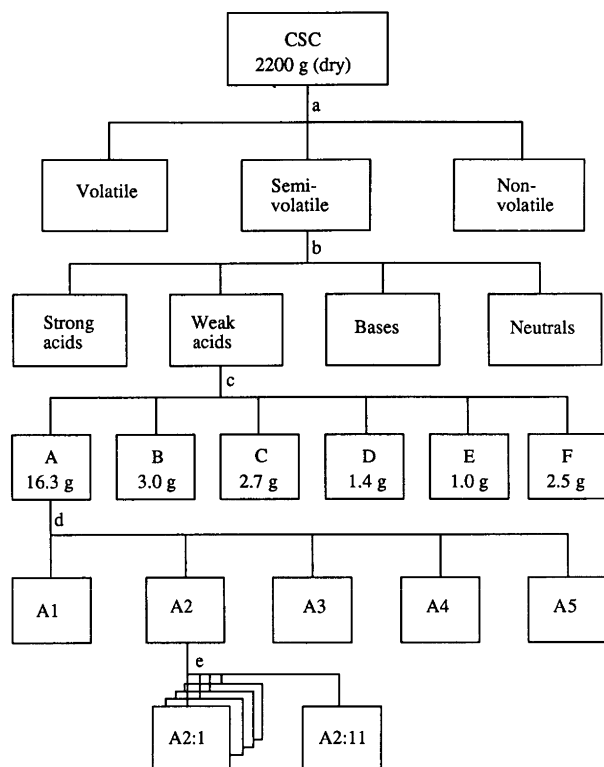 CSC
2200 g (dry)
a
Volatile
Semi-
volatile
Non-
volatile
b
Strong
acids
Weak
acids
Bases
Neutrals
c
A
16.3 g
B
3.0 g
C
2.7 g
D
1.4 g
E
1.0 g
F
2.5 g
d
A1
A2
A3
A4
A5
e
A2:1
A2:11